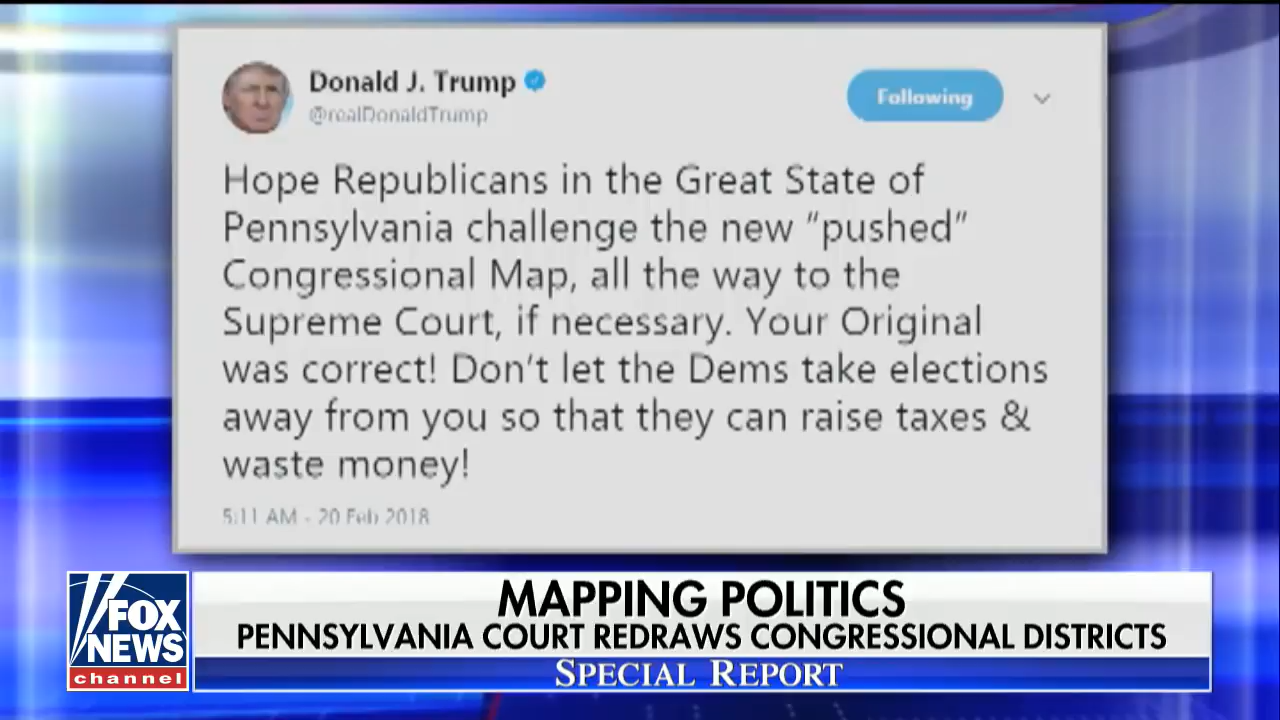 Donald J. Trump
@realDonaldTrump
Following
Hope Republicans in the Great State of
Pennsylvania challenge the new “pushed”
Congressional Map, all the way to the
Supreme Court, if necessary. Your Original
was correct! Don’t let the Dems take elections
away from you so that they can raise taxes &
waste money!
5:11 AM - 20 Feb 2018
FOX
NEWS
channel
MAPPING POLITICS
PENNSYLVANIA COURT REDRAWS CONGRESSIONAL DISTRICTS
SPECIAL REPORT